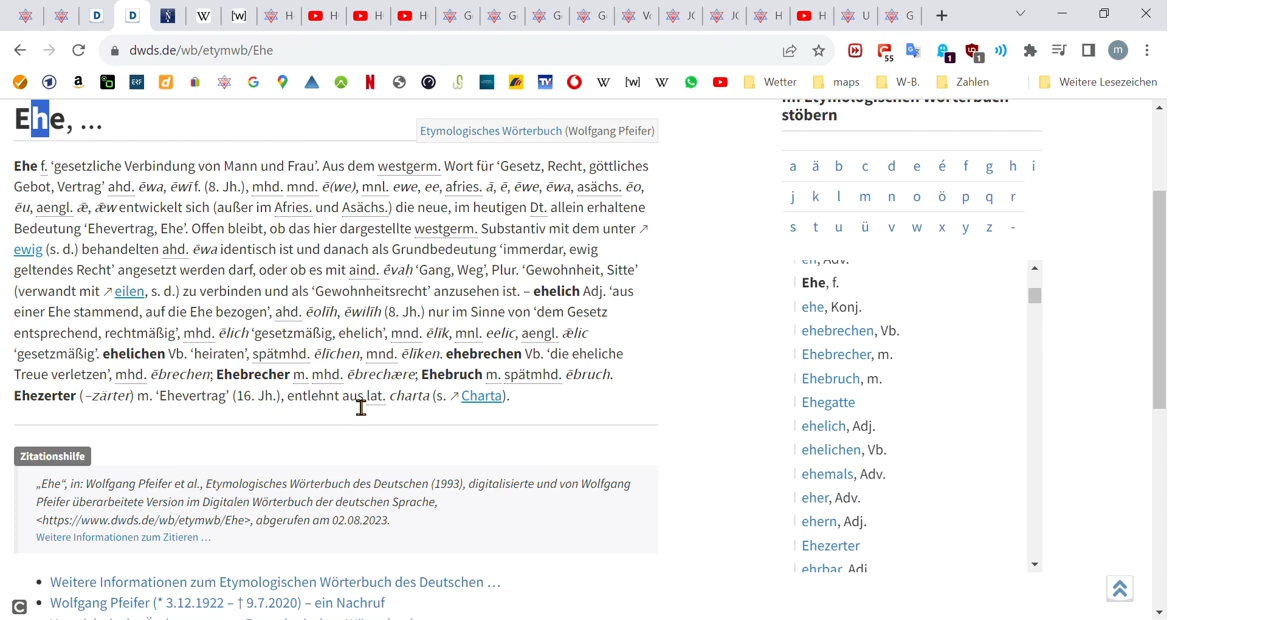 D D N W [w] H H H H G G G G V JO JO H H U G
dwds.de/wb/etymwb/Ehe
55 1 1 m
Wetter maps W-B. Zahlen Weitere Lesezeichen
Ehe, ...
Etymologisches Wörterbuch (Wolfgang Pfeifer)
Ehe f. ‘gesetzliche Verbindung von Mann und Frau’. Aus dem westgerm. Wort für ‘Gesetz, Recht, göttliches
Gebot, Vertrag’ ahd. ēwa, ēwī f. (8. Jh.), mhd. mnd. ē(we), mnl. ewe, ee, afries. ā, ē, ēwe, ēwa, asächs. ēo,
ēu, aengl. ǣ, ǣw entwickelt sich (außer im Afries. und Asächs.) die neue, im heutigen Dt. allein erhaltene
Bedeutung ‘Ehevertrag, Ehe’. Offen bleibt, ob das hier dargestellte westgerm. Substantiv mit dem unter ↗
ewig (s. d.) behandelten ahd. ēwa identisch ist und danach als Grundbedeutung ‘immerdar, ewig
geltendes Recht’ angesetzt werden darf, oder ob es mit aind. ḗvaḥ ‘Gang, Weg’, Plur. ‘Gewohnheit, Sitte’
(verwandt mit ↗ eilen, s. d.) zu verbinden und als ‘Gewohnheitsrecht’ anzusehen ist. – ehelich Adj. ‘aus
einer Ehe stammend, auf die Ehe bezogen’, ahd. ēolīh, ēwilīh (8. Jh.) nur im Sinne von ‘dem Gesetz
entsprechend, rechtmäßig’, mhd. ēlich ‘gesetzmäßig, ehelich’, mnd. ēlīk, mnl. eelic, aengl. ǣlic
‘gesetzmäßig’. ehelichen Vb. ‘heiraten’, spätmhd. ēlīchen, mnd. ēlīken. ehebrechen Vb. ‘die eheliche
Treue verletzen’, mhd. ēbrechen; Ehebrecher m. mhd. ēbrechære; Ehebruch m. spätmhd. ēbruch.
Ehezerter (–zärter) m. ‘Ehevertrag’ (16. Jh.), entlehnt aus lat. charta (s. ↗ Charta).
Zitationshilfe
„Ehe“, in: Wolfgang Pfeifer et al., Etymologisches Wörterbuch des Deutschen (1993), digitalisierte und von Wolfgang
Pfeifer überarbeitete Version im Digitalen Wörterbuch der deutschen Sprache,
<https://www.dwds.de/wb/etymwb/Ehe>, abgerufen am 02.08.2023.
Weitere Informationen zum Zitieren …
Weitere Informationen zum Etymologischen Wörterbuch des Deutschen …
Wolfgang Pfeifer (* 3.12.1922 – † 9.7.2020) – ein Nachruf
im Etymologischen Wörterbuch
stöbern
a ä b c d e é f g h i
j k l m n o ö p q r
s t u ü v w x y z -
eh, Adv.
Ehe, f.
ehe, Konj.
ehebrechen, Vb.
Ehebrecher, m.
Ehebruch, m.
Ehegatte
ehelich, Adj.
ehelichen, Vb.
ehemals, Adv.
eher, Adv.
ehern, Adj.
Ehezerter
ehrbar, Adj.